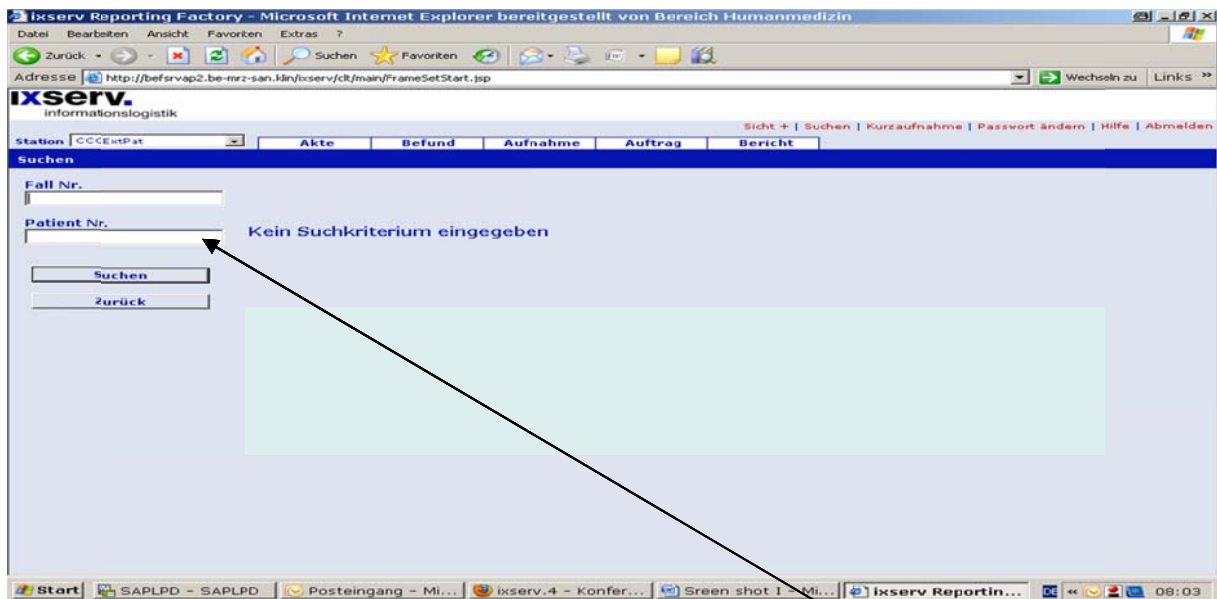 ixserv Reporting Factory - Microsoft Internet Explorer bereitgestellt von Bereich Humanmedizin
Datei Bearbeiten Ansicht Favoriten Extras ?
Zurück Suchen Favoriten
Adresse http://befsrvap2.be-mrz-san.klin/ixserv/clt/main/FrameSetStart.jsp Wechseln zu Links »
ixserv.
informationslogistik
Sicht + | Suchen | Kurzaufnahme | Passwort ändern | Hilfe | Abmelden
Station CCCExtPat Akte Befund Aufnahme Auftrag Bericht
Suchen
Fall Nr.
Patient Nr.
Kein Suchkriterium eingegeben
Suchen
Zurück
Start SAPLPD - SAPLPD Posteingang - Mi... ixserv.4 - Konfer... Sreen shot I - Mi... ixserv Reportin... DE « 08:03